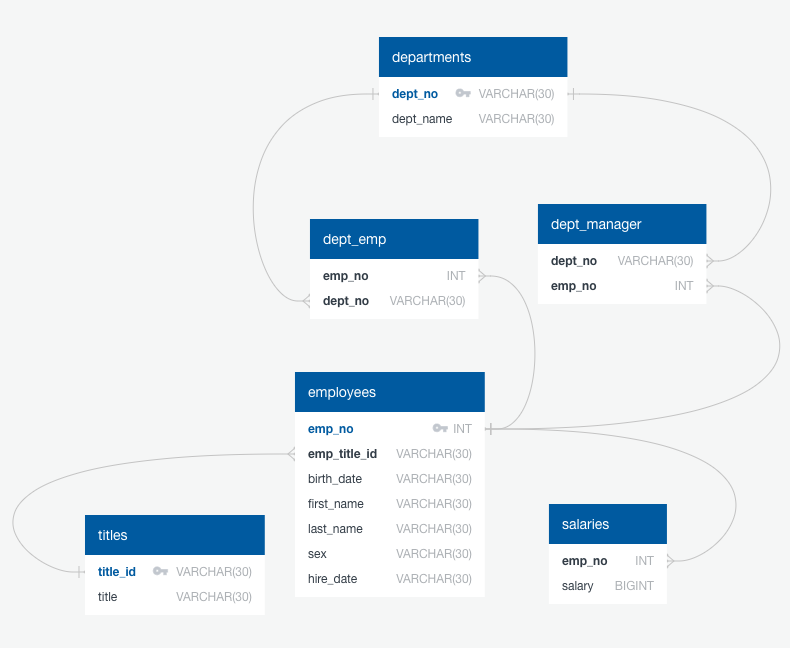 departments
dept_no VARCHAR(30)
dept_name VARCHAR(30)
dept_emp
emp_no INT
dept_no VARCHAR(30)
dept_manager
dept_no VARCHAR(30)
emp_no INT
employees
emp_no INT
emp_title_id VARCHAR(30)
birth_date VARCHAR(30)
first_name VARCHAR(30)
last_name VARCHAR(30)
sex VARCHAR(30)
hire_date VARCHAR(30)
titles
title_id VARCHAR(30)
title VARCHAR(30)
salaries
emp_no INT
salary BIGINT